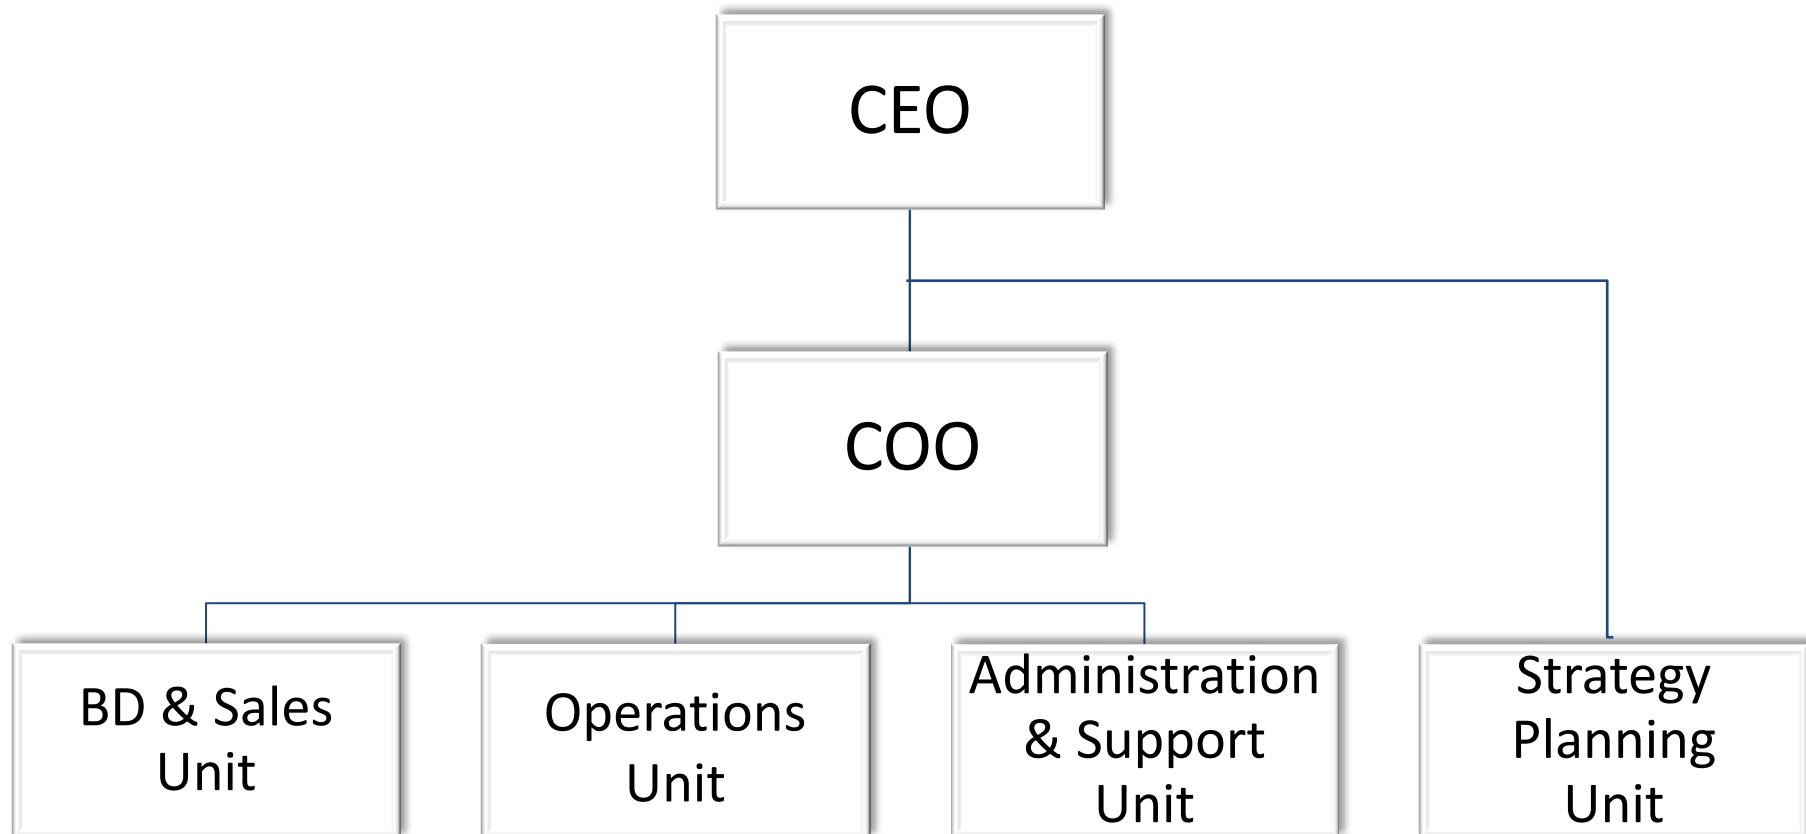 CEO
COO
BD & Sales
Unit
Operations
Unit
Administration
& Support
Unit
Strategy
Planning
Unit